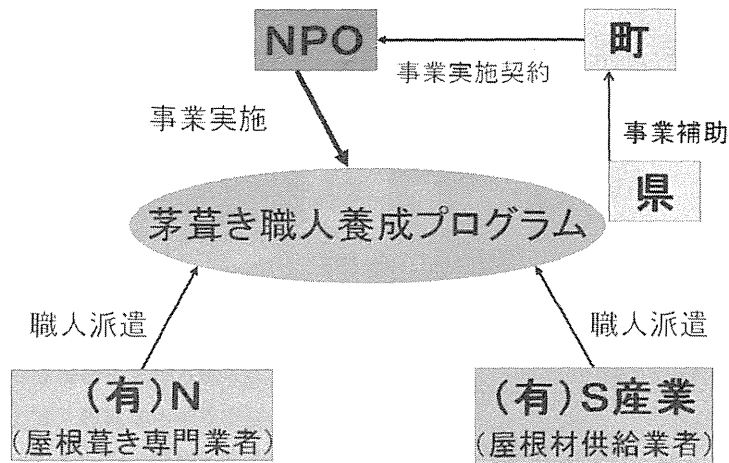 NPO
町
事業実施契約
事業実施
事業補助
県
茅葺き職人養成プログラム
職人派遣
職人派遣
(有)N
(屋根葺き専門業者)
(有)S産業
(屋根材供給業者)